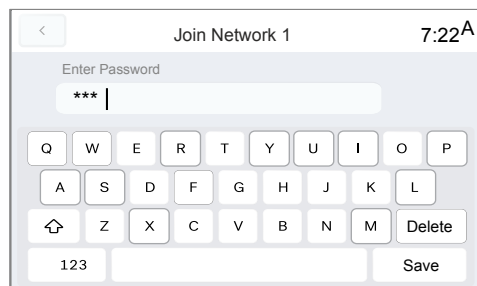 Join Network 1 7:22A
Enter Password
***
Q W E R T Y U I O P
A S D F G H J K L
Z X C V B N M Delete
123 Save